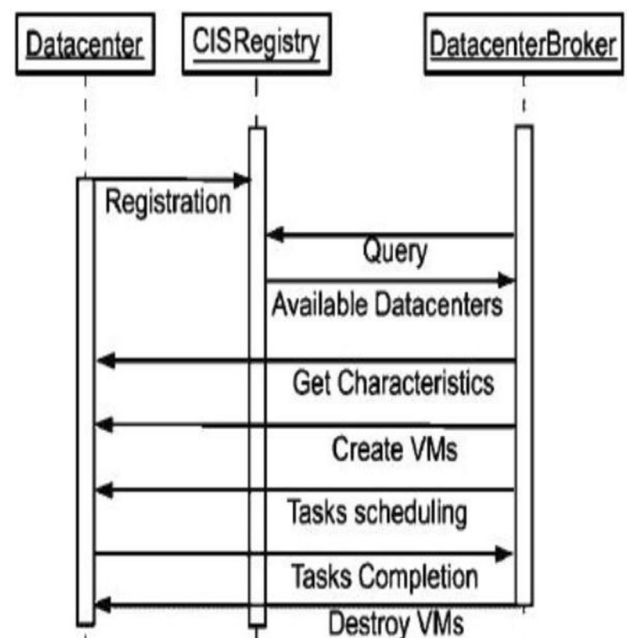 Datacenter
CISRegistry
DatacenterBroker
Registration
Query
Available Datacenters
Get Characteristics
Create VMs
Tasks scheduling
Tasks Completion
Destroy VMs